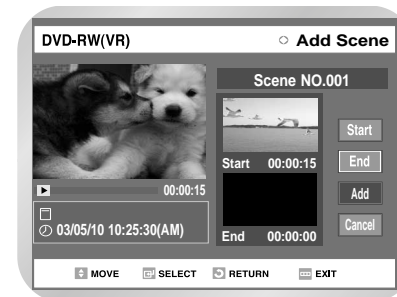 DVD-RW(VR)
Add Scene
Scene NO.001
Start 00:00:15
End 00:00:00
Start
End
Add
Cancel
00:00:15
03/05/10 10:25:30(AM)
MOVE SELECT RETURN EXIT